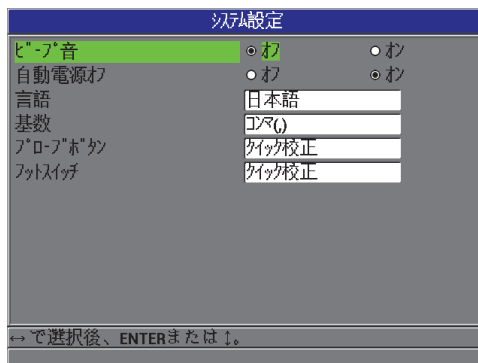 ｼｽﾃﾑ設定
ﾋﾞｰﾌﾟ音 ｵﾌ ｵﾝ
自動電源ｵﾌ ｵﾌ ｵﾝ
言語 日本語
基数 ｺﾝﾏ(,)
ﾌﾟﾛｰﾌﾞﾎﾞﾀﾝ ｸｲｯｸ校正
ﾌｯﾄｽｲｯﾁ ｸｲｯｸ校正
↔ で選択後、ENTERまたは ↕。